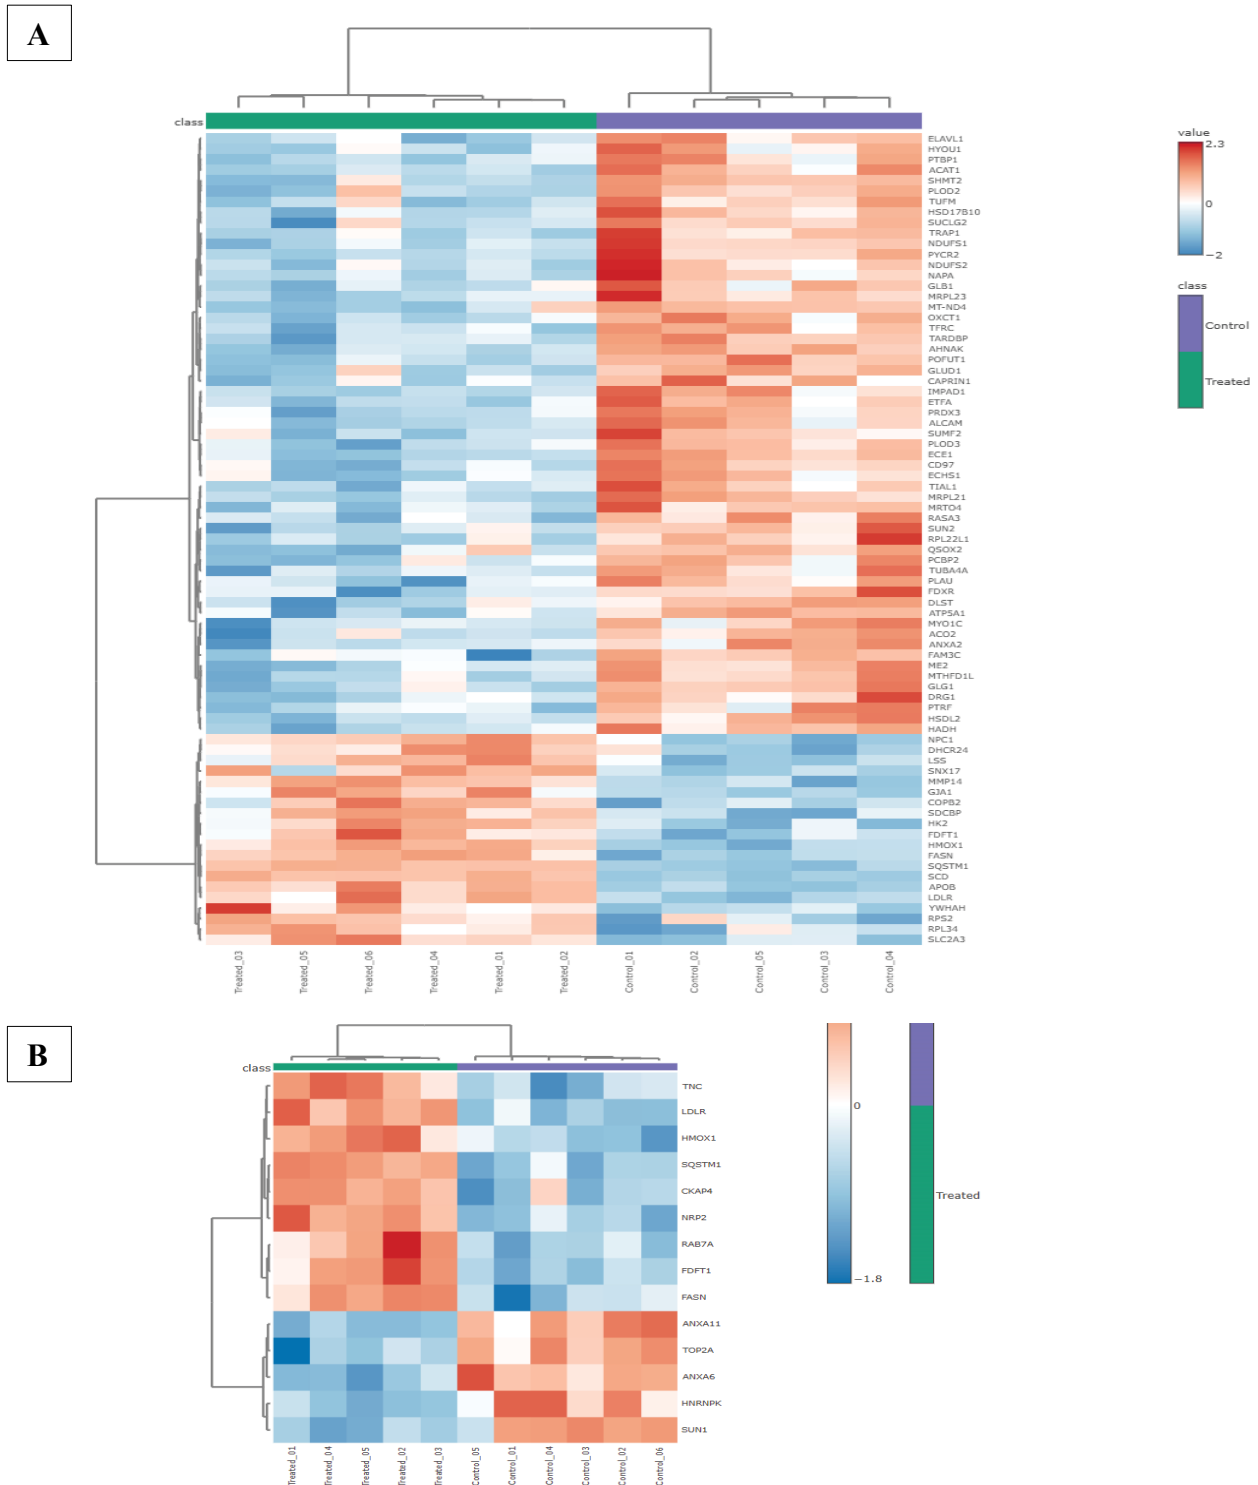 A
class
ELAVL1
HYOU1
PTBP1
ACAT1
SHMT2
PLOD2
TUFM
HSD17B10
SUCLG2
TRAP1
NDUFS1
PYCR2
NDUFS2
NAPA
GLB1
MRPL23
MT-ND4
OXCT1
TFRC
TARDBP
AHNAK
POFUT1
GLUD1
CAPRIN1
IMPAD1
ETFA
PRDX3
ALCAM
SUMF2
PLOD3
ECE1
CD97
ECHS1
TIAL1
MRPL21
MRTO4
RASA3
SUN2
RPL22L1
QSOX2
PCBP2
TUBA4A
PLAU
FDXR
DLST
ATP5A1
MYO1C
ACO2
ANXA2
FAM3C
ME2
MTHFD1L
GLG1
DRG1
PTRF
HSDL2
HADH
NPC1
DHCR24
LSS
SNX17
MMP14
GJA1
COPB2
SDCBP
HK2
FDFT1
HMOX1
FASN
SQSTM1
SCD
APOB
LDLR
YWHAH
RPS2
RPL34
SLC2A3
Treated_03
Treated_05
Treated_06
Treated_04
Treated_01
Treated_02
Control_01
Control_02
Control_05
Control_03
Control_04
value
2.3
0
−2
class
Control
Treated
B
class
TNC
LDLR
HMOX1
SQSTM1
CKAP4
NRP2
RAB7A
FDFT1
FASN
ANXA11
TOP2A
ANXA6
HNRNPK
SUN1
Treated_01
Treated_04
Treated_05
Treated_02
Treated_03
Control_05
Control_01
Control_04
Control_03
Control_02
Control_06
0
−1.8
Treated